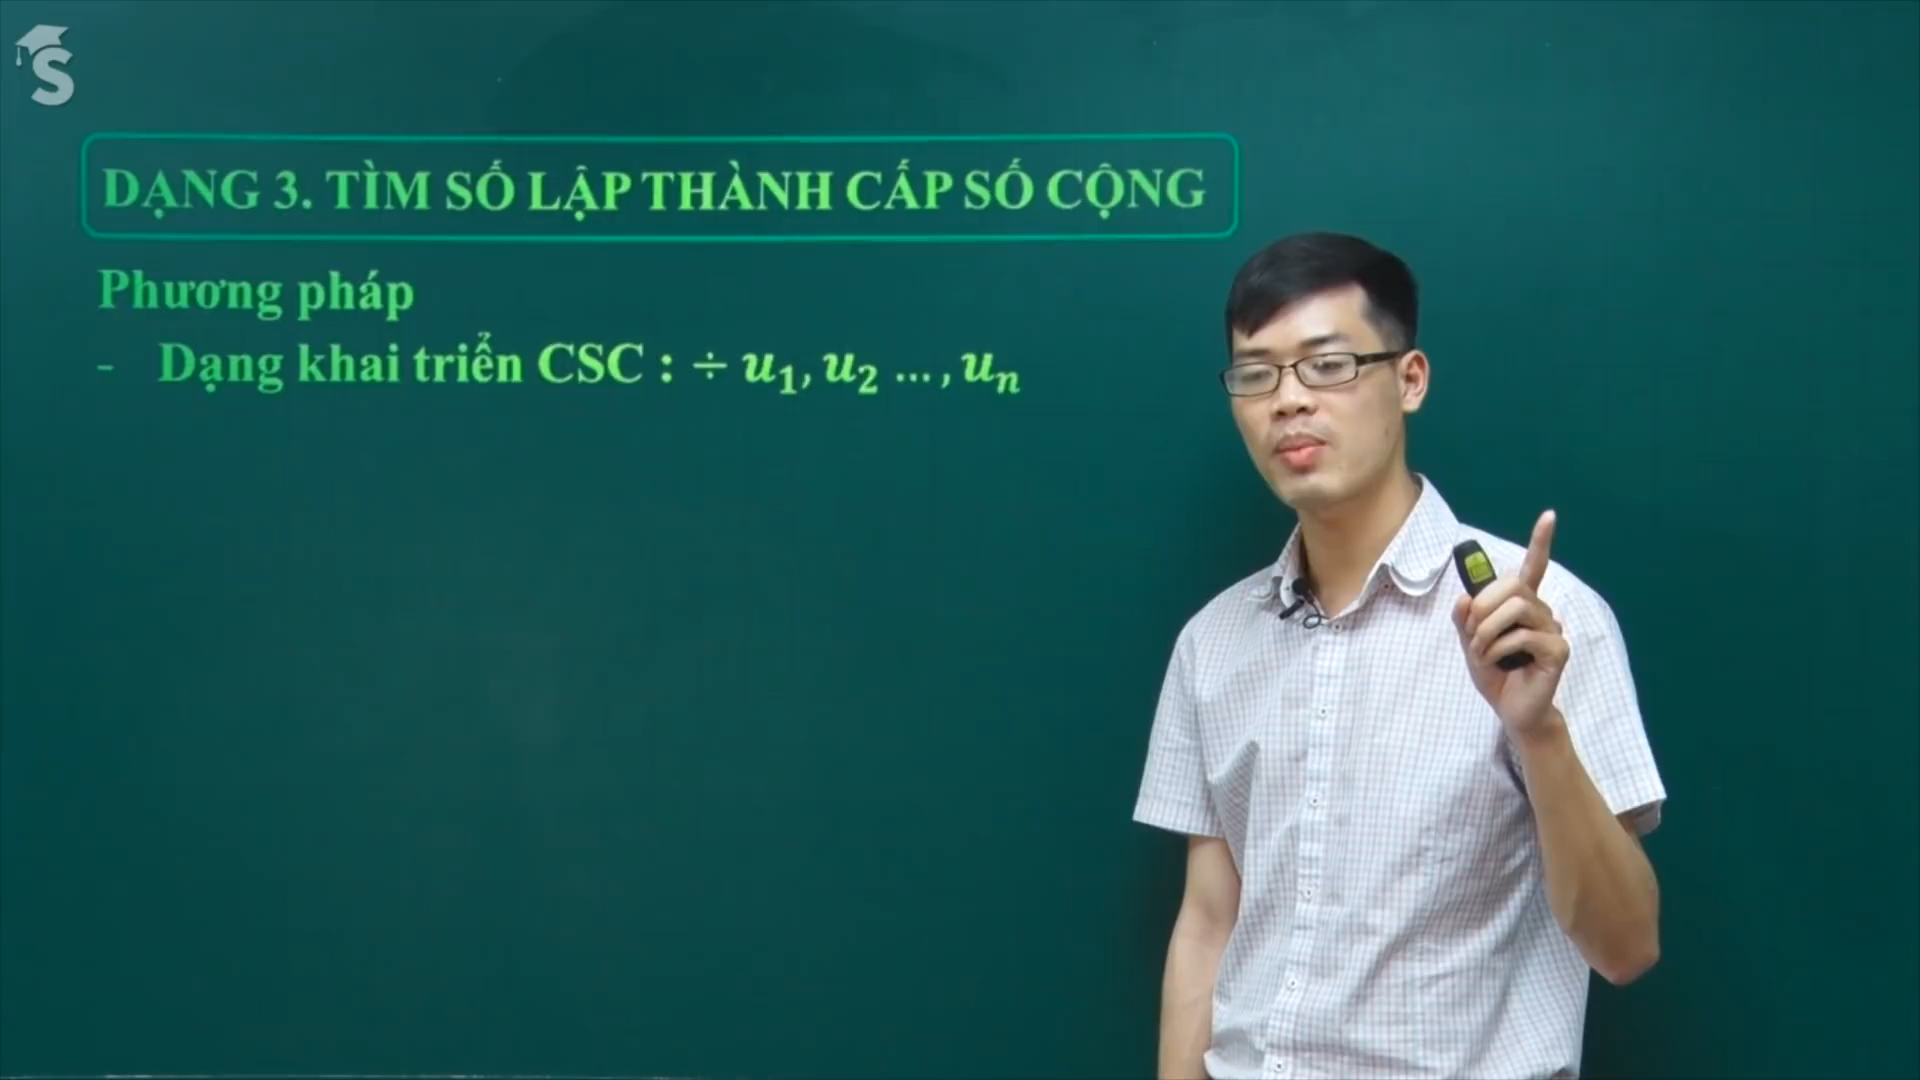 S
DẠNG 3. TÌM SỐ LẬP THÀNH CẤP SỐ CỘNG
Phương pháp
- Dạng khai triển CSC : ÷ u₁, u₂ ..., uₙ